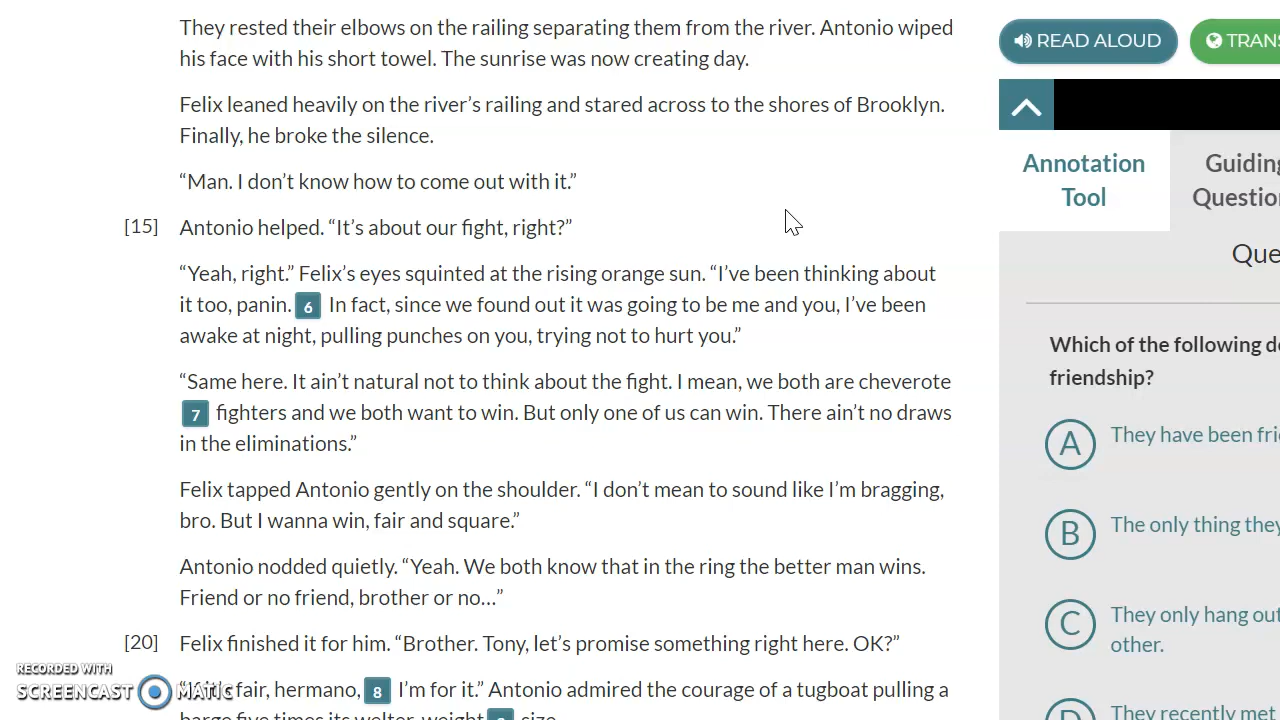 They rested their elbows on the railing separating them from the river. Antonio wiped
his face with his short towel. The sunrise was now creating day.
Felix leaned heavily on the river's railing and stared across to the shores of Brooklyn.
Finally, he broke the silence.
“Man. I don't know how to come out with it.”
[15] Antonio helped. “It's about our fight, right?”
“Yeah, right.” Felix's eyes squinted at the rising orange sun. “I've been thinking about
it too, panin. 6 In fact, since we found out it was going to be me and you, I've been
awake at night, pulling punches on you, trying not to hurt you.”
“Same here. It ain't natural not to think about the fight. I mean, we both are cheverote
7 fighters and we both want to win. But only one of us can win. There ain't no draws
in the eliminations.”
Felix tapped Antonio gently on the shoulder. “I don't mean to sound like I'm bragging,
bro. But I wanna win, fair and square.”
Antonio nodded quietly. “Yeah. We both know that in the ring the better man wins.
Friend or no friend, brother or no…”
[20] Felix finished it for him. “Brother. Tony, let's promise something right here. OK?”
fair, hermano, 8 I'm for it.” Antonio admired the courage of a tugboat pulling a
barge five times its welter-weight size.
READ ALOUD
TRANS
Annotation
Tool
Guiding
Question
Que
Which of the following d
friendship?
A They have been fri
B The only thing they
C They only hang out
other.
D They recently met
RECORDED WITH
SCREENCAST MATIC